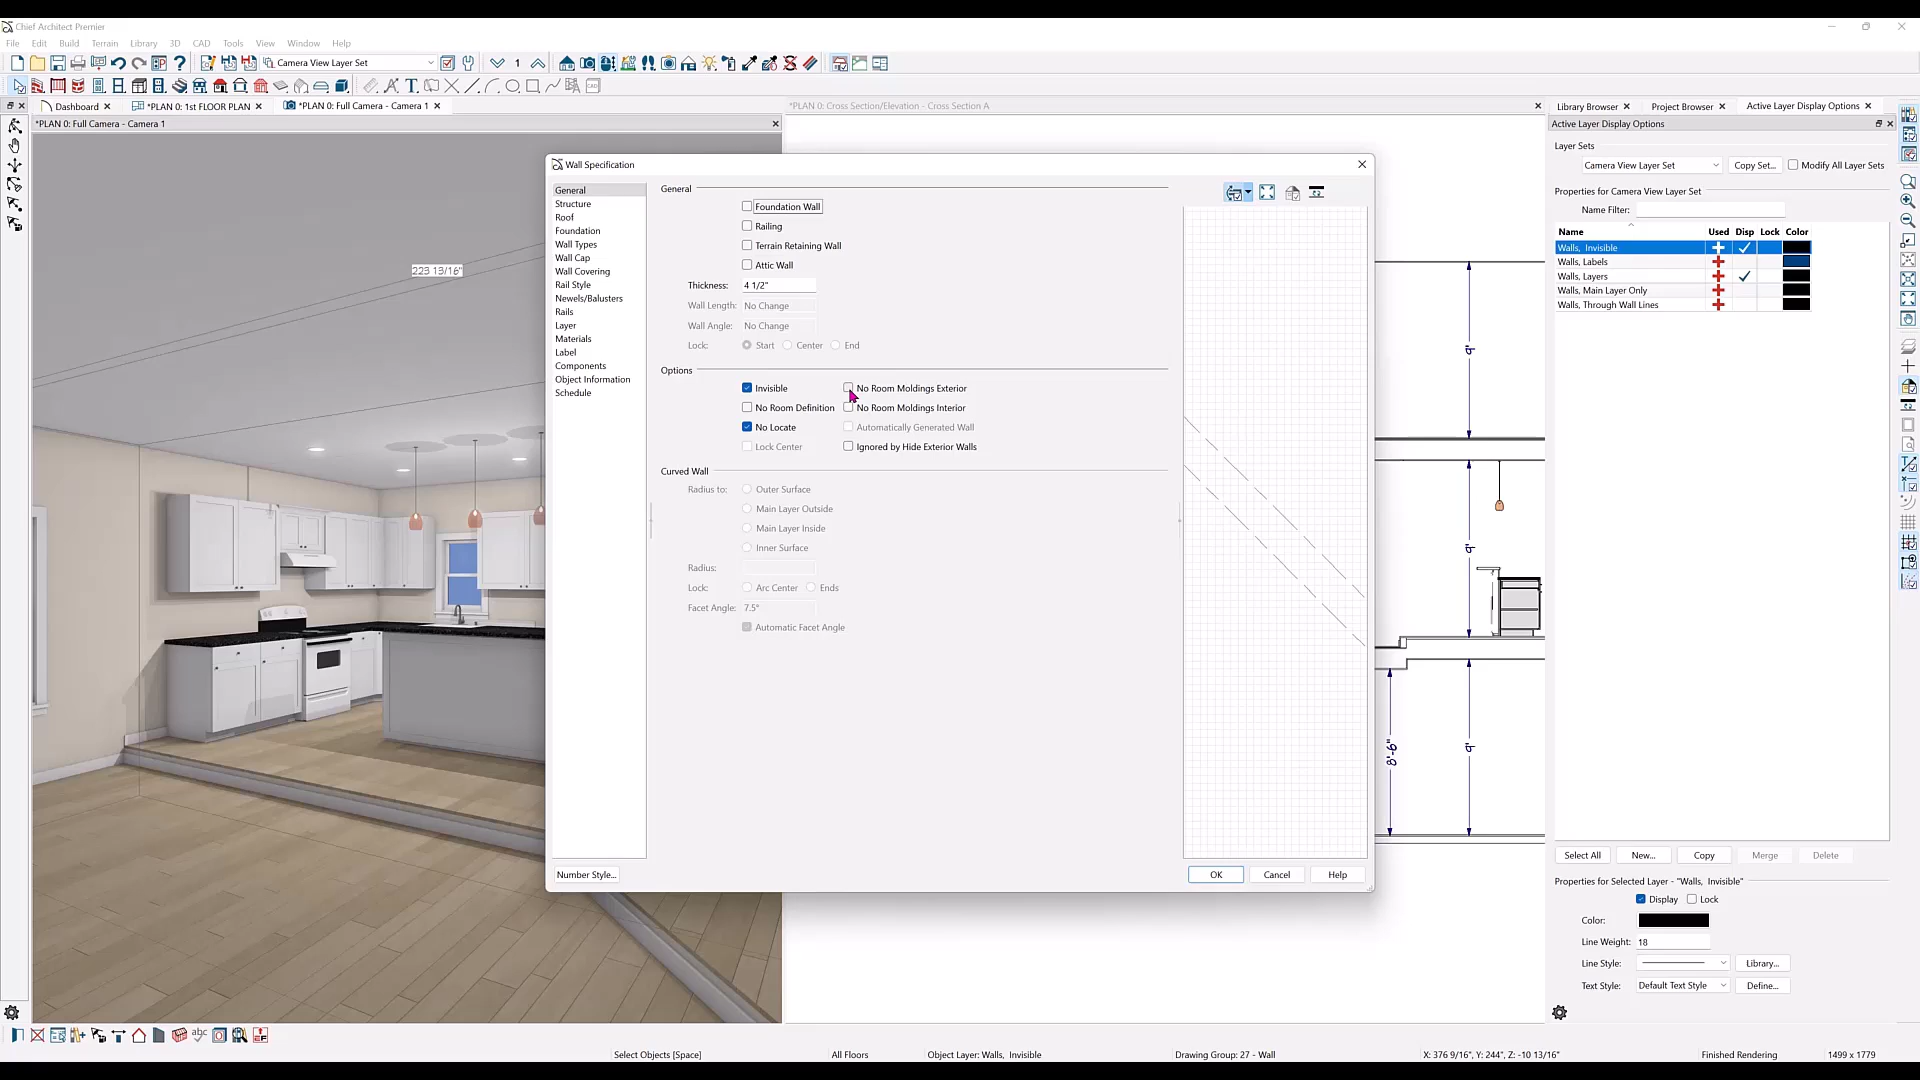 Chief Architect Premier
File Edit Build Terrain Library 3D CAD Tools View Window Help
Camera View Layer Set
1
Dashboard
*PLAN 0: 1st FLOOR PLAN
*PLAN 0: Full Camera - Camera 1
*PLAN 0: Cross Section/Elevation - Cross Section A
Library Browser
Project Browser
Active Layer Display Options
*PLAN 0: Full Camera - Camera 1
Active Layer Display Options
Layer Sets
Camera View Layer Set
Copy Set...
Modify All Layer Sets
Properties for Camera View Layer Set
Name Filter:
Name Used Disp Lock Color
Walls, Invisible
Walls, Labels
Walls, Layers
Walls, Main Layer Only
Walls, Through Wall Lines
223 13/16"
Wall Specification
General
Structure
Roof
Foundation
Wall Types
Wall Cap
Wall Covering
Rail Style
Newels/Balusters
Rails
Layer
Materials
Label
Components
Object Information
Schedule
General
Foundation Wall
Railing
Terrain Retaining Wall
Attic Wall
Thickness: 4 1/2"
Wall Length: No Change
Wall Angle: No Change
Lock: Start Center End
Options
Invisible No Room Moldings Exterior
No Room Definition No Room Moldings Interior
No Locate Automatically Generated Wall
Lock Center Ignored by Hide Exterior Walls
Curved Wall
Radius to: Outer Surface
Main Layer Outside
Main Layer Inside
Inner Surface
Radius:
Lock: Arc Center Ends
Facet Angle: 7.5°
Automatic Facet Angle
Number Style...
OK Cancel Help
9'
9'
8'-6"
9'
Select All New... Copy Merge Delete
Properties for Selected Layer - "Walls, Invisible"
Display Lock
Color:
Line Weight: 18
Line Style: Library...
Text Style: Default Text Style Define...
Select Objects [Space]
All Floors
Object Layer: Walls, Invisible
Drawing Group: 27 - Wall
X: 376 9/16", Y: 244", Z: -10 13/16"
Finished Rendering
1499 x 1779